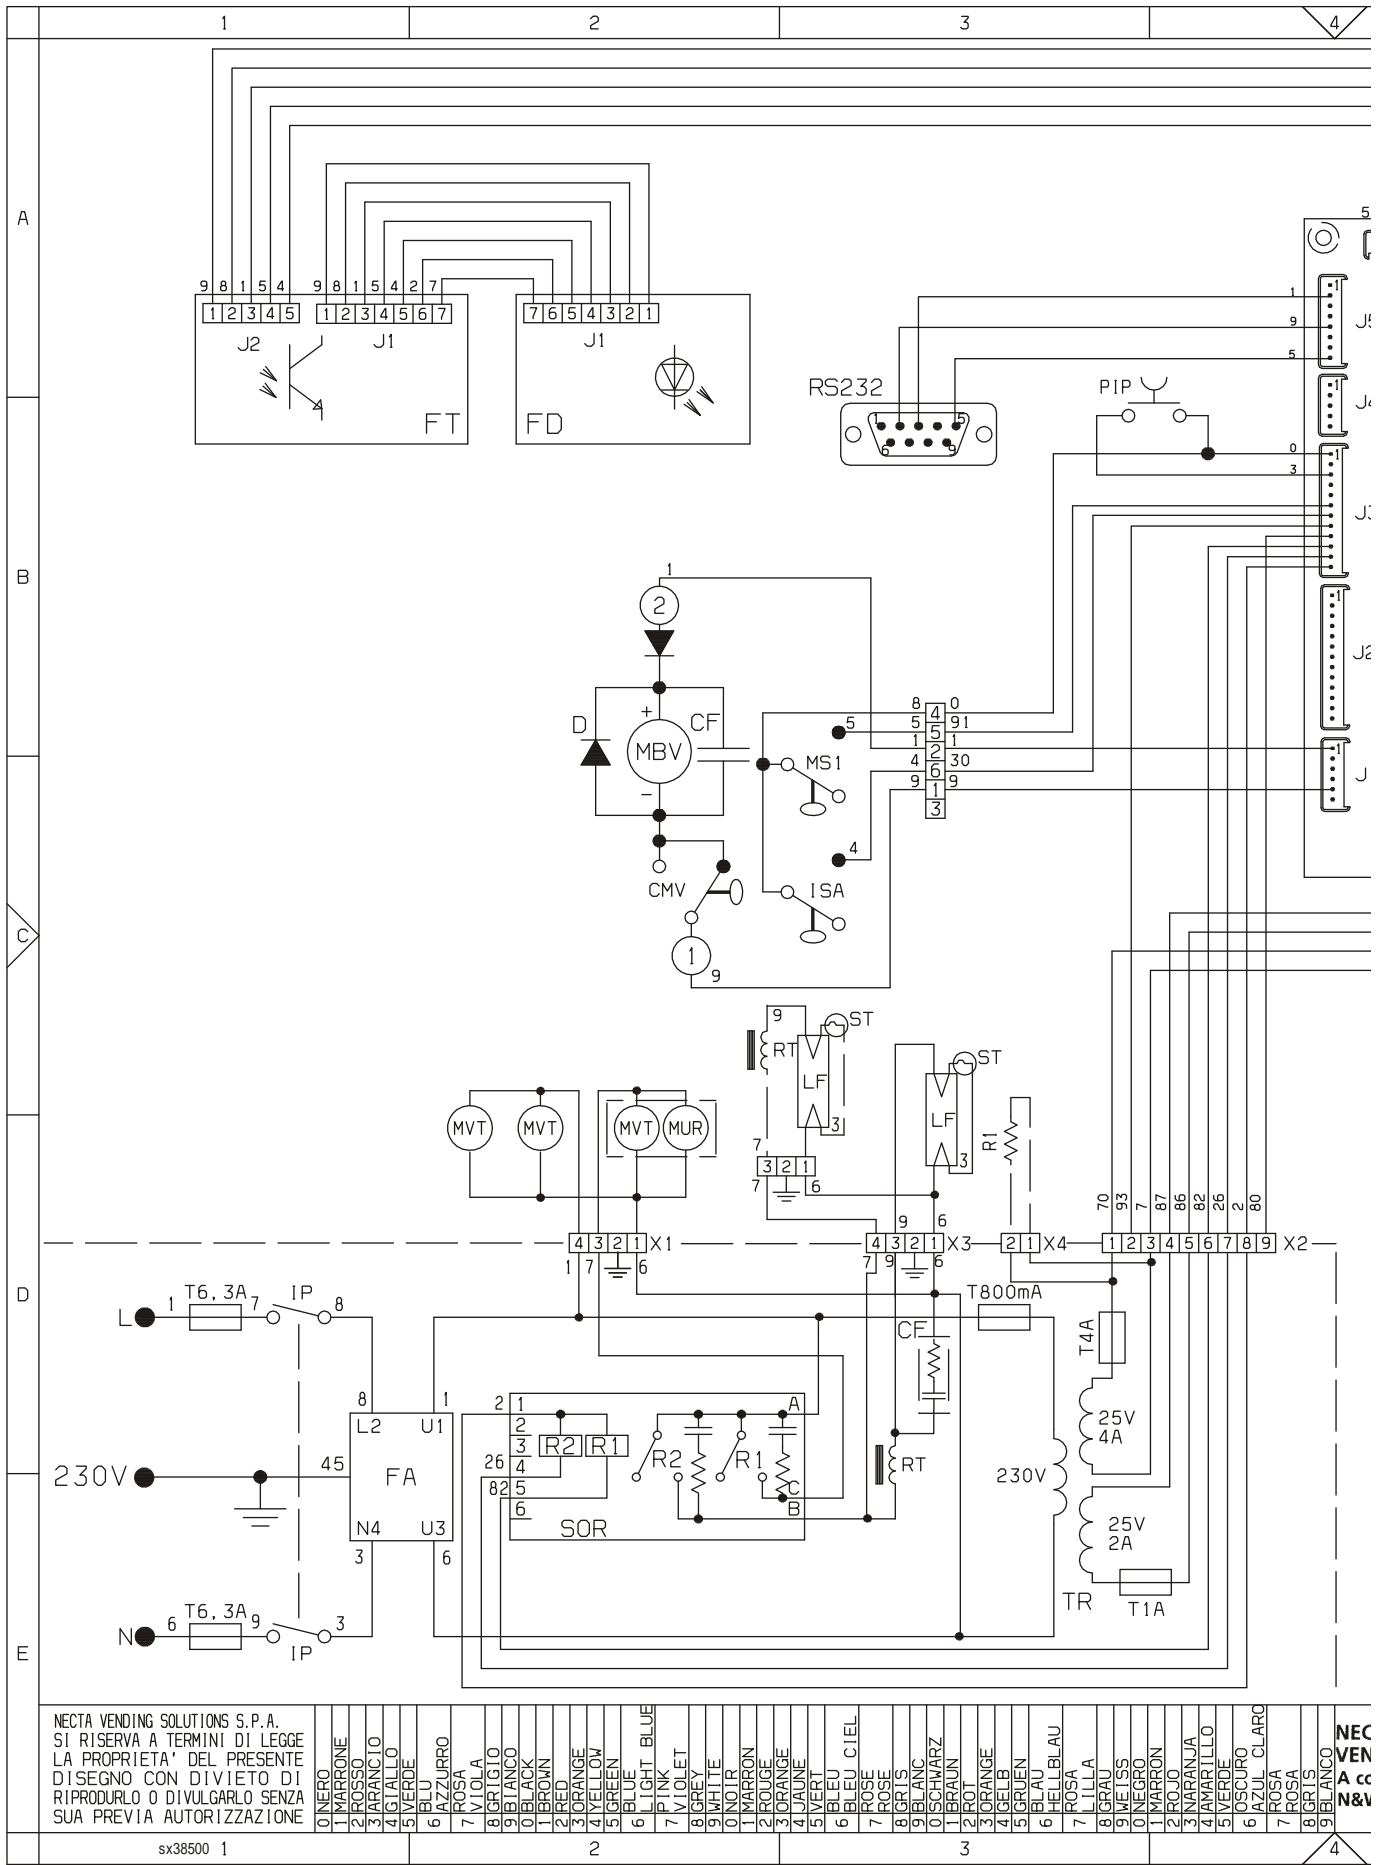 1 2 3 4
A
B
C
D
E
9 8 1 5 4 9 8 1 5 4 2 7
1 2 3 4 5 1 2 3 4 5 6 7
J2 J1
FT
7 6 5 4 3 2 1
J1
FD
RS232
1 5
6 9
PIP
5
1
9
5
0
3
1
1
1
1
1
1
2
D
+
CF
MBV
-
5
MS1
4
CMV
ISA
1
9
8 4 0
5 5 91
1 2 1
4 6 30
9 1 9
3
9
RT
ST
LF
3
7
3 2 1
7 6
ST
LF
3
R1
MVT
MVT
MVT
MUR
70 93 7 87 86 82 26 2 80
4 3 2 1 X1
1 7 6
9 6
4 3 2 1 X3
7 9 6
2 1 X4
1 2 3 4 5 6 7 8 9 X2
L 1 T6,3A 7 IP 8
T800mA
CF
T4A
8 1
L2 U1
230V
45
FA
N4 U3
3 6
2 1
2
3
26 4
82 5
6
R2 R1
R2
R1
A
C
B
SOR
RT
230V
25V
4A
25V
2A
TR
T1A
N 6 T6,3A 9 IP 3
NECTA VENDING SOLUTIONS S.P.A.
SI RISERVA A TERMINI DI LEGGE
LA PROPRIETA' DEL PRESENTE
DISEGNO CON DIVIETO DI
RIPRODURLO O DIVULGARLO SENZA
SUA PREVIA AUTORIZZAZIONE
0 NERO
1 MARRONE
2 ROSSO
3 ARANCIO
4 GIALLO
5 VERDE
6 BLU
AZZURRO
7 ROSA
VIOLA
8 GRIGIO
9 BIANCO
0 BLACK
1 BROWN
2 RED
3 ORANGE
4 YELLOW
5 GREEN
6 BLUE
LIGHT BLUE
7 PINK
VIOLET
8 GREY
9 WHITE
0 NOIR
1 MARRON
2 ROUGE
3 ORANGE
4 JAUNE
5 VERT
6 BLEU
BLEU CIEL
7 ROSE
ROSE
8 GRIS
9 BLANC
0 SCHWARZ
1 BRAUN
2 ROT
3 ORANGE
4 GELB
5 GRUEN
6 BLAU
HELLBLAU
7 ROSA
LILLA
8 GRAU
9 WEISS
0 NEGRO
1 MARRON
2 ROJO
3 NARANJA
4 AMARILLO
5 VERDE
6 OSCURO
AZUL CLARO
7 ROSA
ROSA
8 GRIS
9 BLANCO
A
sx38500 1 2 3 4